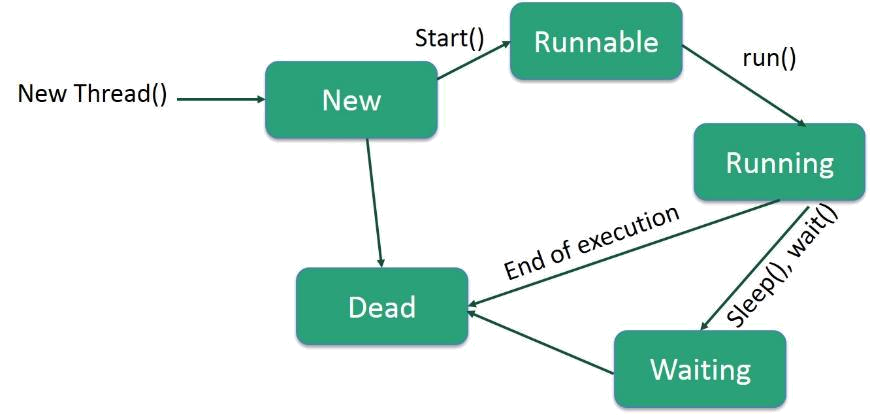 Start()
Runnable
run()
New Thread()
New
Running
End of execution
Sleep(), wait()
Dead
Waiting